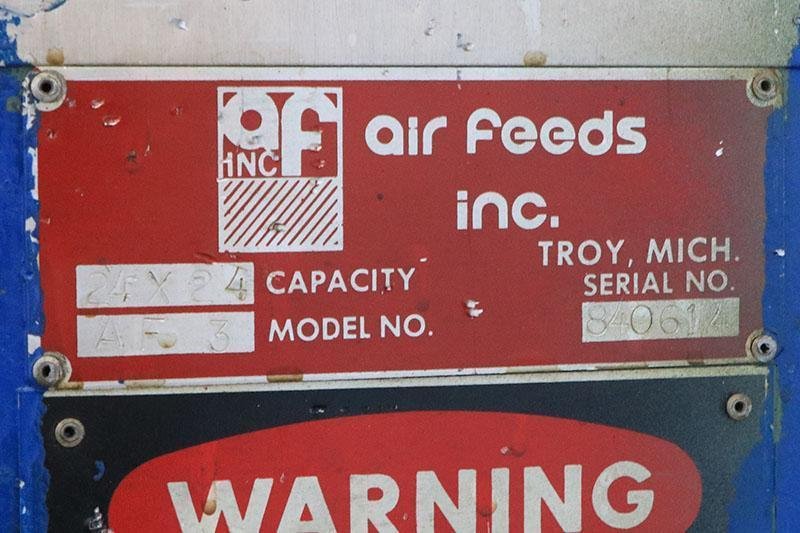 af
INC
air feeds
inc.
TROY, MICH.
24 X 24 CAPACITY
SERIAL NO.
AF 3 MODEL NO.
840614
WARNING